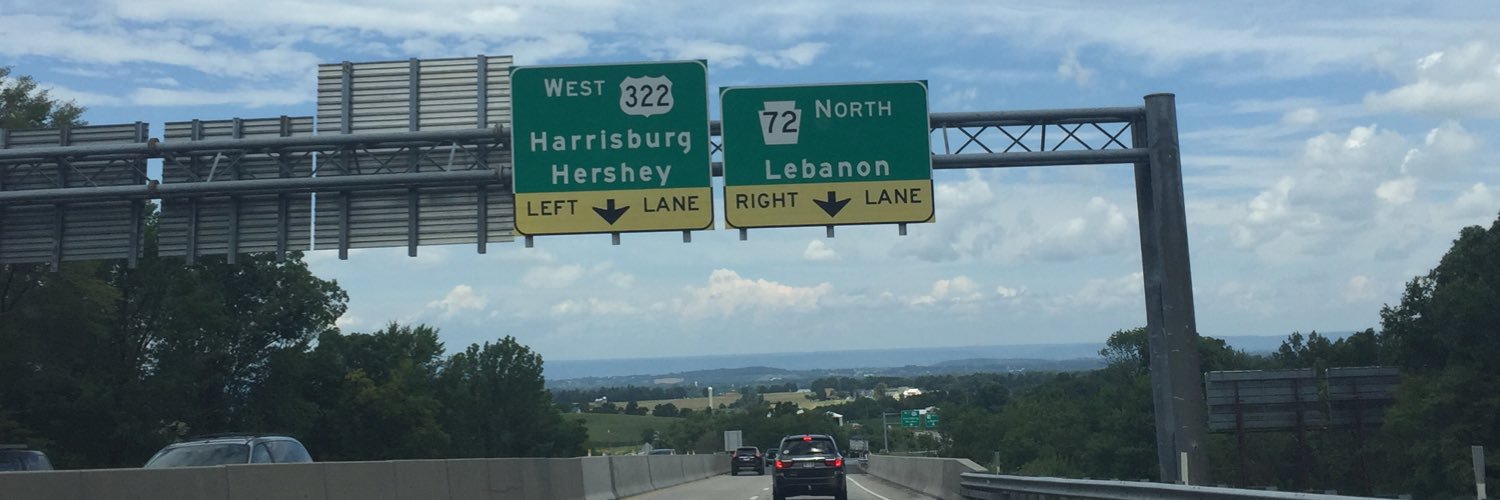 WEST 322
Harrisburg
Hershey
LEFT LANE
72 NORTH
Lebanon
RIGHT LANE